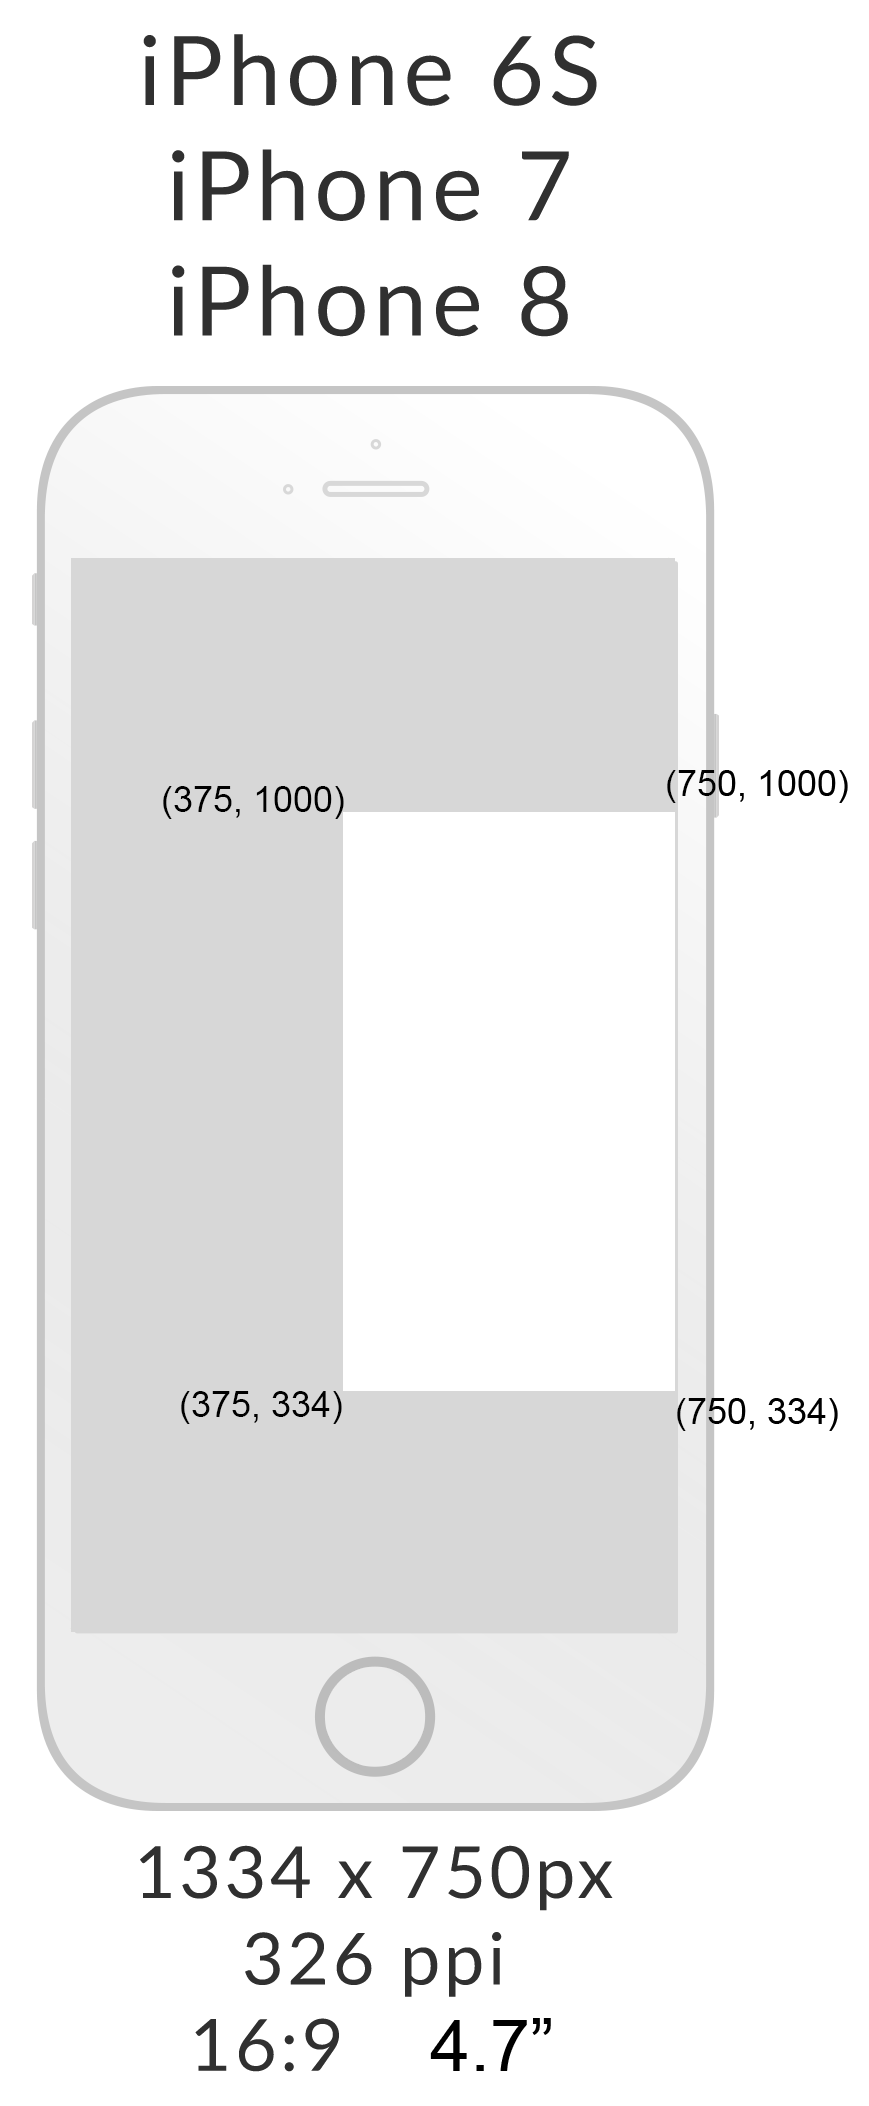 iPhone 6S
iPhone 7
iPhone 8
(750, 1000)
(375, 1000)
(375, 334)
(750, 334)
1334 x 750px
326 ppi
16:9 4.7”